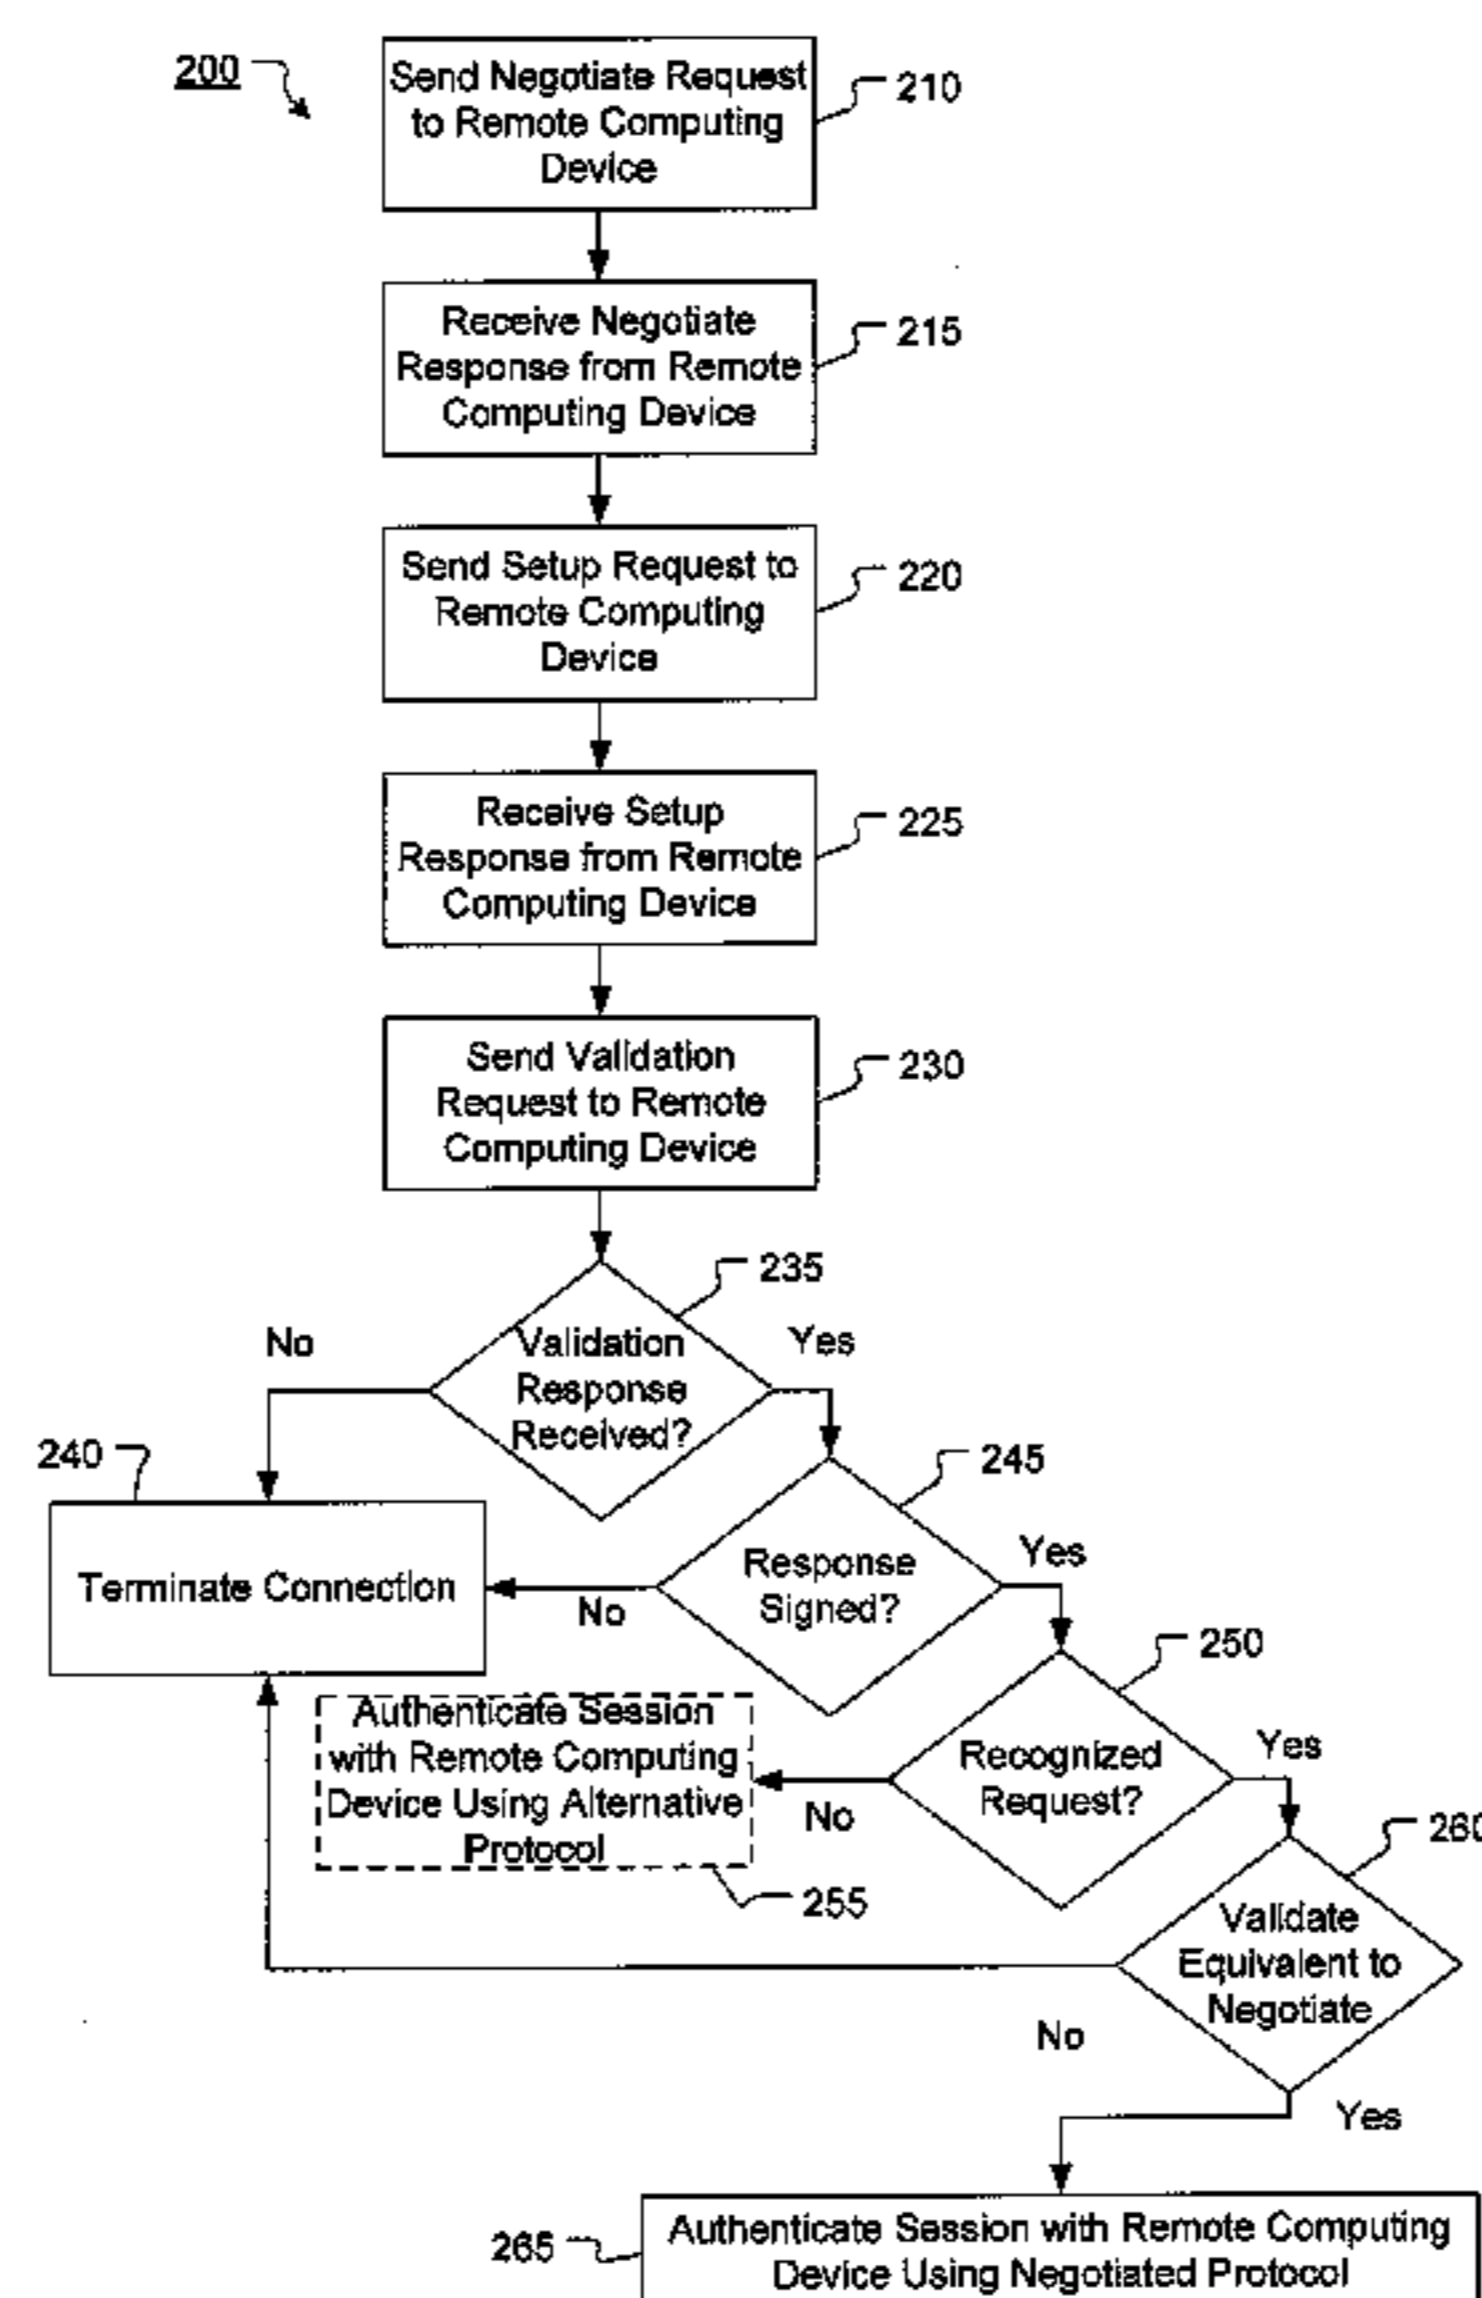 200
Send Negotiate Request
to Remote Computing
Device
210
Receive Negotiate
Response from Remote
Computing Device
215
Send Setup Request to
Remote Computing
Device
220
Receive Setup
Response from Remote
Computing Device
225
Send Validation
Request to Remote
Computing Device
230
235
No
Validation
Response
Received?
Yes
240
Terminate Connection
245
Response
Signed?
No
Yes
250
Recognized
Request?
No
Yes
Authenticate Session
with Remote Computing
Device Using Alternative
Protocol
255
260
Validate
Equivalent to
Negotiate
No
Yes
265
Authenticate Session with Remote Computing
Device Using Negotiated Protocol